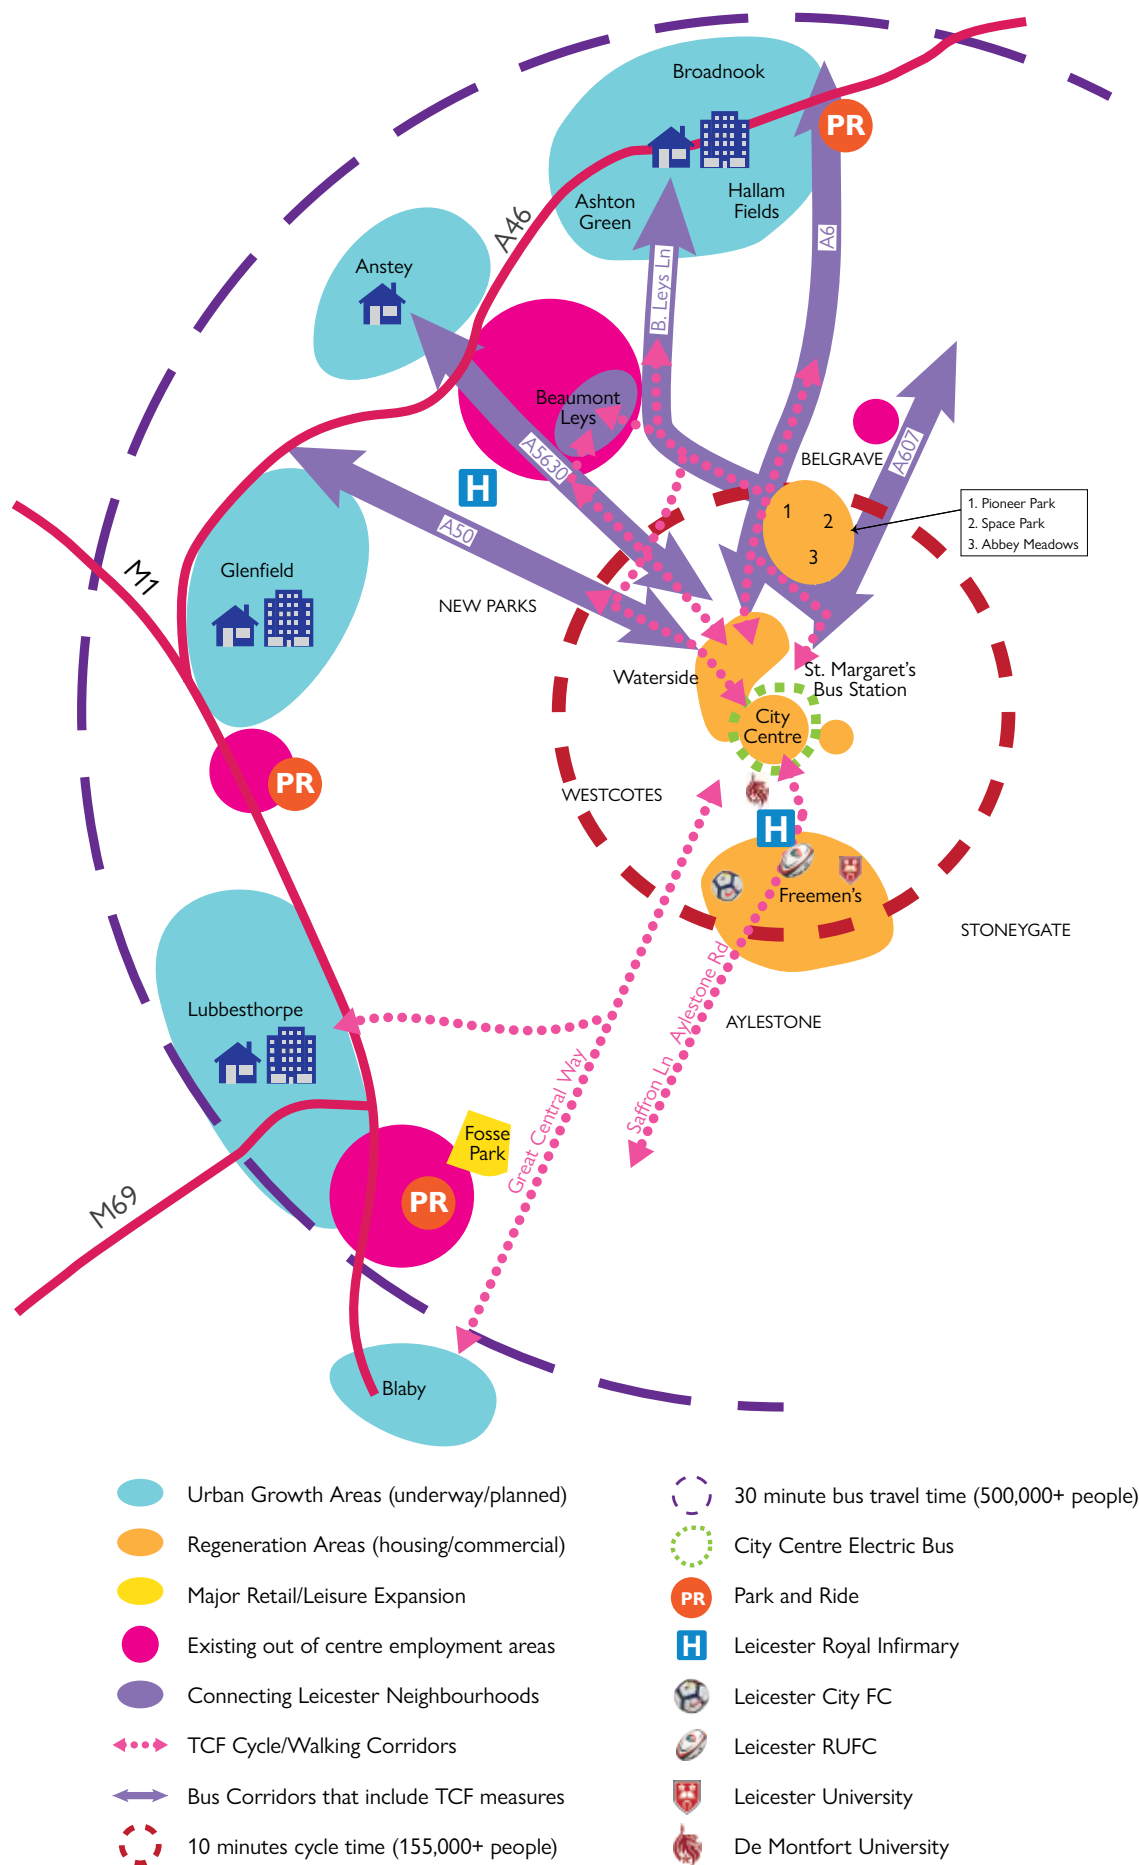 Broadnook
PR
Hallam
Fields
Ashton
Green
A46
A6
B. Leys Ln
Anstey
Beaumont
Leys
A5630
BELGRAVE
A607
H
A50
1
2
3
1. Pioneer Park
2. Space Park
3. Abbey Meadows
M1
Glenfield
NEW PARKS
Waterside
St. Margaret's
Bus Station
City
Centre
PR
WESTCOTES
H
Freemen's
STONEYGATE
AYLESTONE
Saffron Ln Aylestone Rd
Great Central Way
Lubbesthorpe
Fosse
Park
PR
M69
Blaby
Urban Growth Areas (underway/planned)
Regeneration Areas (housing/commercial)
Major Retail/Leisure Expansion
Existing out of centre employment areas
Connecting Leicester Neighbourhoods
TCF Cycle/Walking Corridors
Bus Corridors that include TCF measures
10 minutes cycle time (155,000+ people)
30 minute bus travel time (500,000+ people)
City Centre Electric Bus
PR
Park and Ride
H
Leicester Royal Infirmary
Leicester City FC
Leicester RUFC
Leicester University
De Montfort University